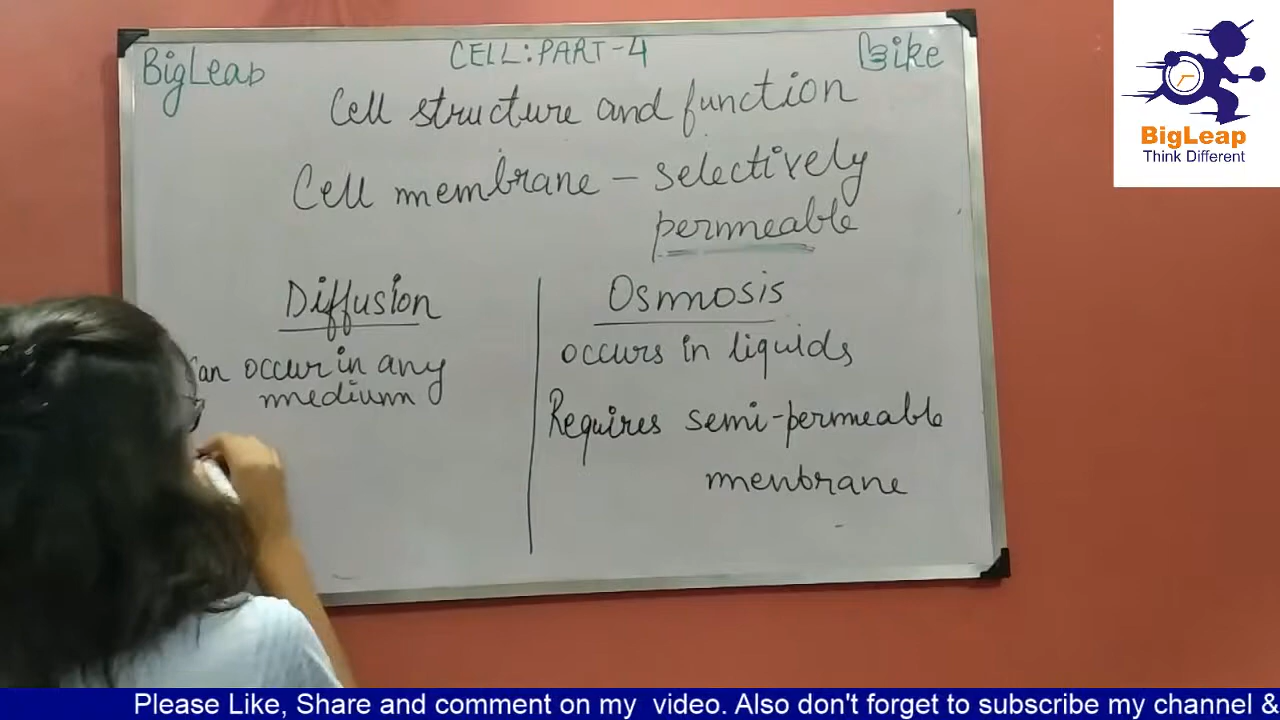 BigLeap
CELL: PART-4
Like
Cell structure and function
Cell membrane - selectively
permeable
Diffusion
an occur in any
medium
Osmosis
occurs in liquids
Requires semi-permeable
menbrane
BigLeap
Think Different
Please Like, Share and comment on my video. Also don't forget to subscribe my channel &